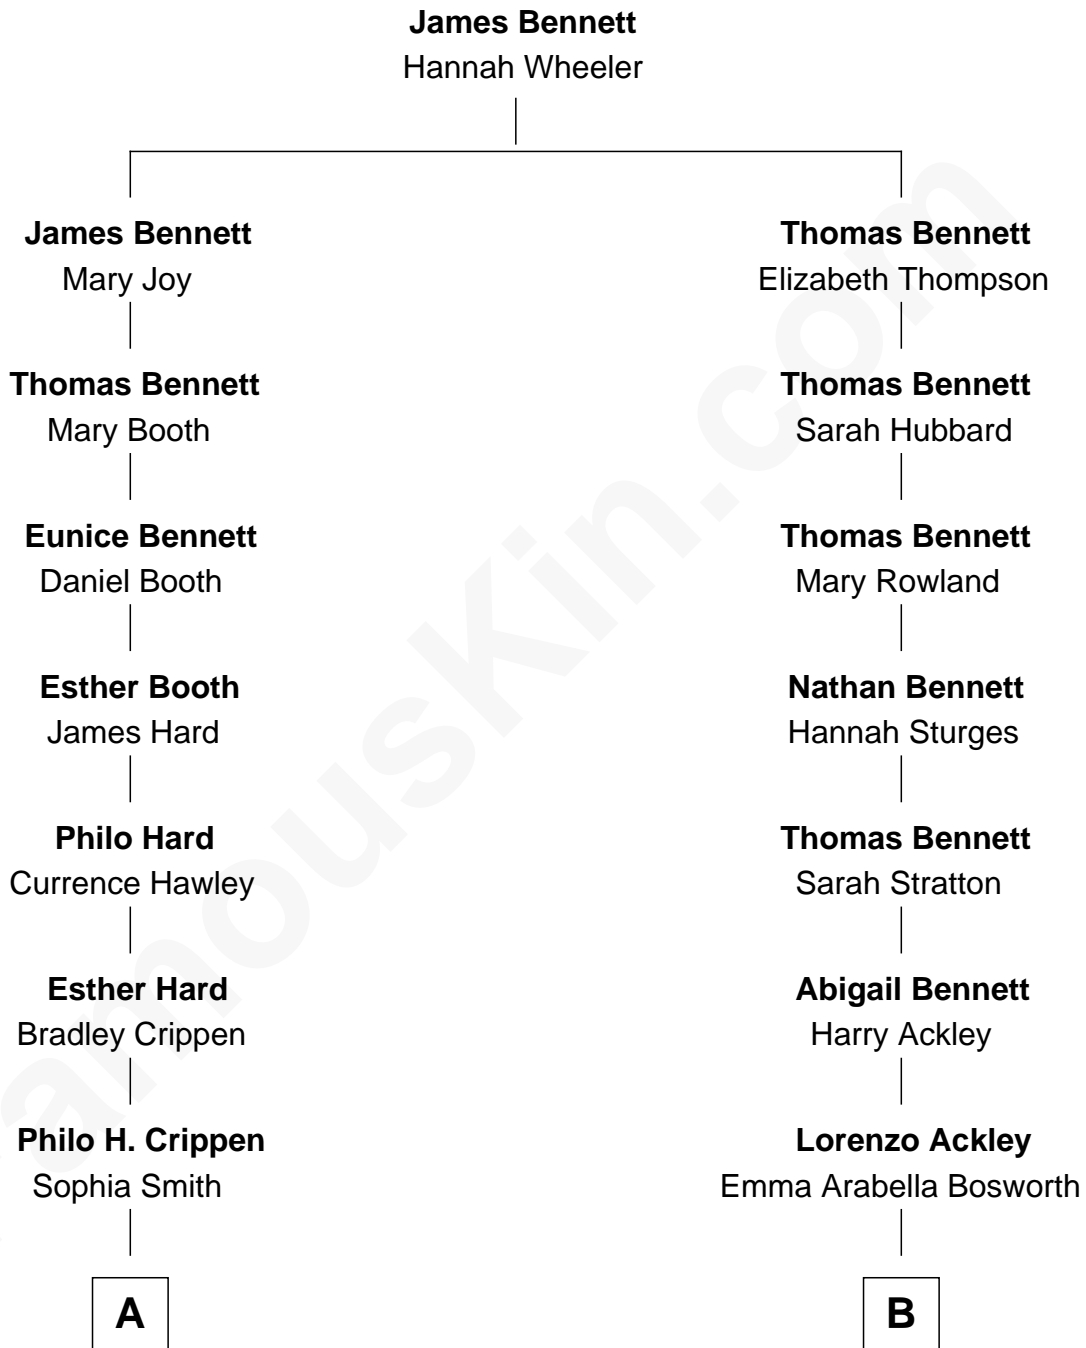 James Bennett
Hannah Wheeler
James Bennett
Mary Joy
Thomas Bennett
Elizabeth Thompson
Thomas Bennett
Mary Booth
Thomas Bennett
Sarah Hubbard
Eunice Bennett
Daniel Booth
Thomas Bennett
Mary Rowland
Esther Booth
James Hard
Nathan Bennett
Hannah Sturges
Philo Hard
Currence Hawley
Thomas Bennett
Sarah Stratton
Esther Hard
Bradley Crippen
Abigail Bennett
Harry Ackley
Philo H. Crippen
Sophia Smith
Lorenzo Ackley
Emma Arabella Bosworth
A
B
amouskin.com